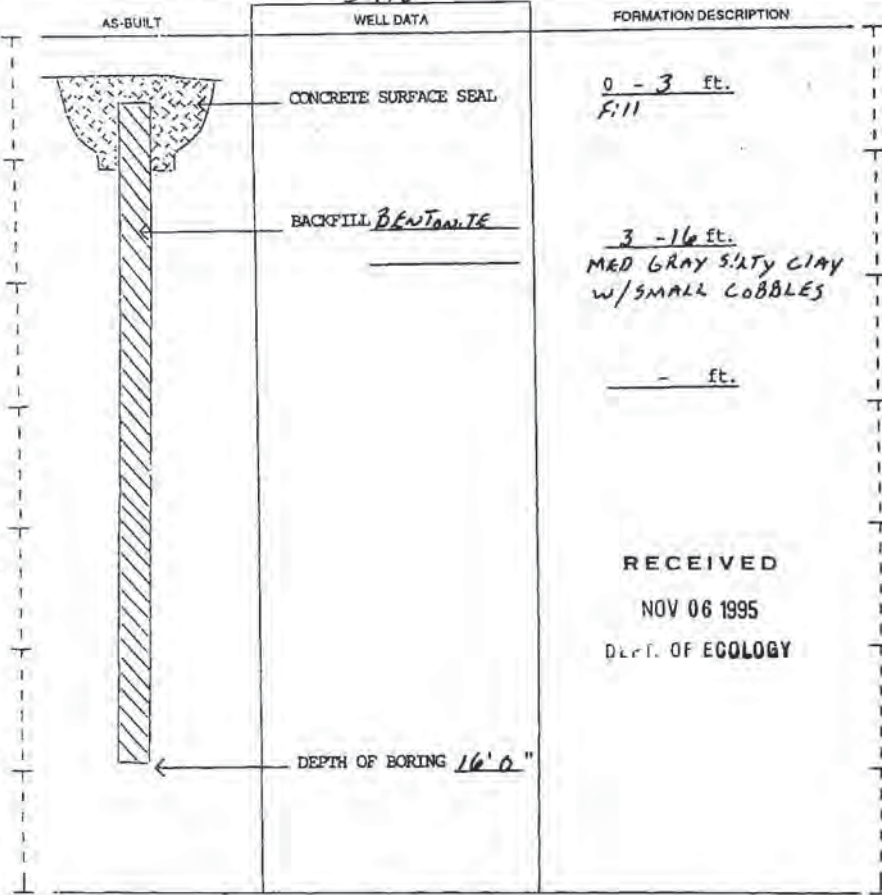 AS-BUILT
WELL DATA
FORMATION DESCRIPTION
CONCRETE SURFACE SEAL
0 - 3 ft.
Fill
BACKFILL BENTONITE
3 - 16 ft.
MED GRAY SILTY CLAY
W/ SMALL COBBLES
- ft.
RECEIVED
NOV 06 1995
DEPT. OF ECOLOGY
DEPTH OF BORING 16' 0"